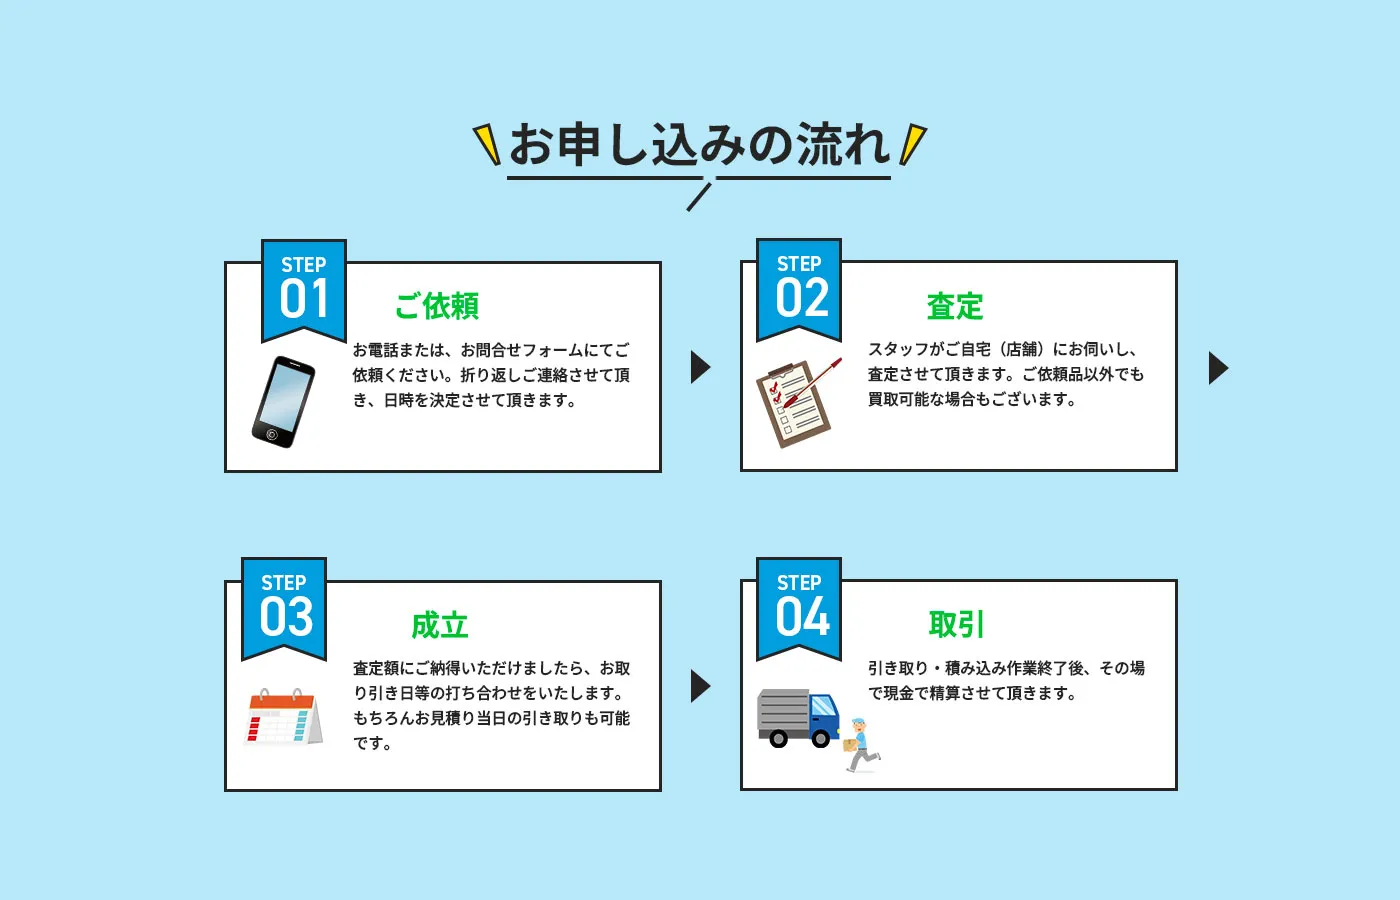 お申し込みの流れ
STEP
01
ご依頼
お電話または、お問合せフォームにてご
依頼ください。折り返しご連絡させて頂
き、日時を決定させて頂きます。
STEP
02
査定
スタッフがご自宅（店舗）にお伺いし、
査定させて頂きます。ご依頼品以外でも
買取可能な場合もございます。
STEP
03
成立
査定額にご納得いただけましたら、お取
り引き日等の打ち合わせをいたします。
もちろんお見積り当日の引き取りも可能
です。
STEP
04
取引
引き取り・積み込み作業終了後、その場
で現金で精算させて頂きます。